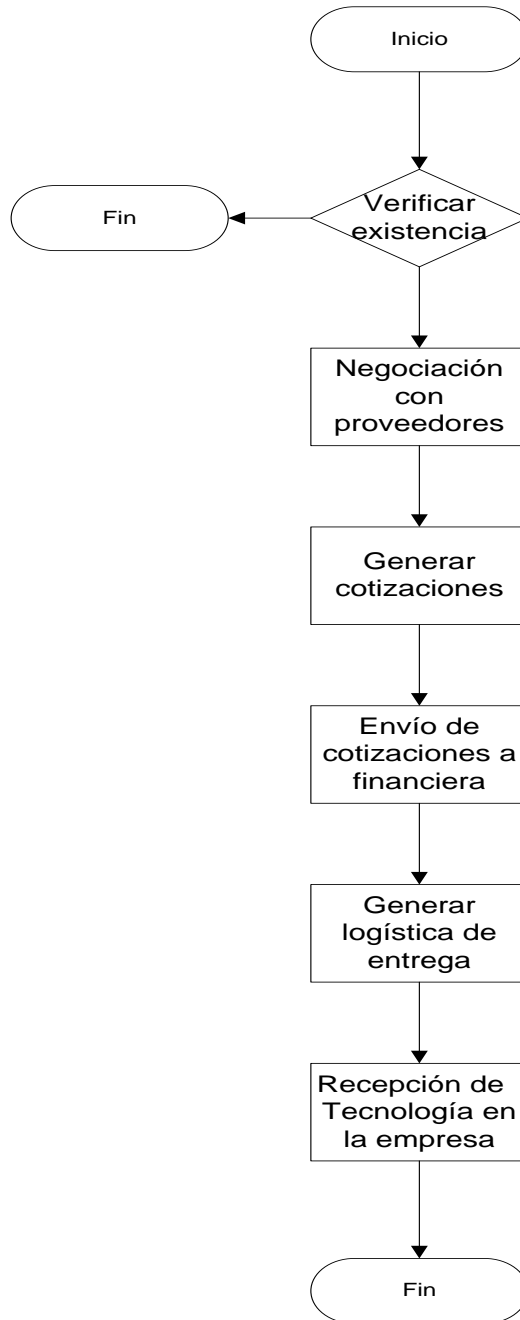 Inicio
Verificar
existencia
Fin
Negociación
con
proveedores
Generar
cotizaciones
Envío de
cotizaciones a
financiera
Generar
logística de
entrega
Recepción de
Tecnología en
la empresa
Fin